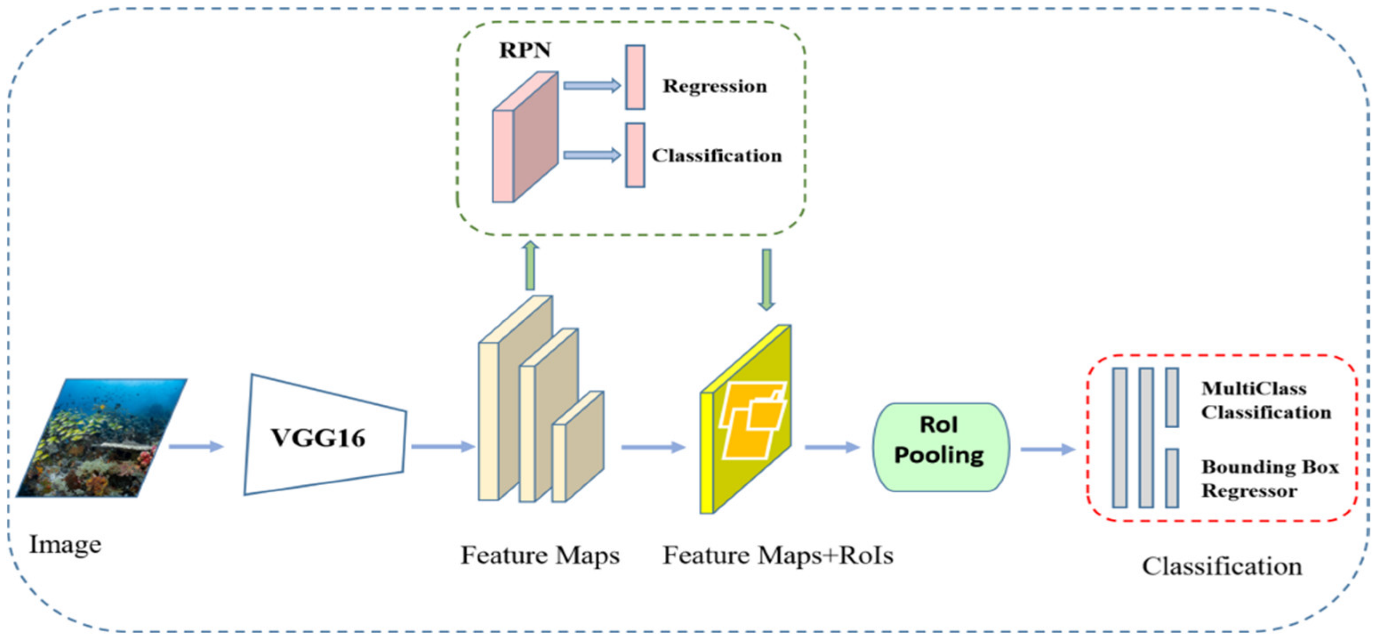 RPN
Regression
Classification
VGG16
RoI
Pooling
MultiClass
Classification
Bounding Box
Regressor
Image
Feature Maps
Feature Maps+RoIs
Classification